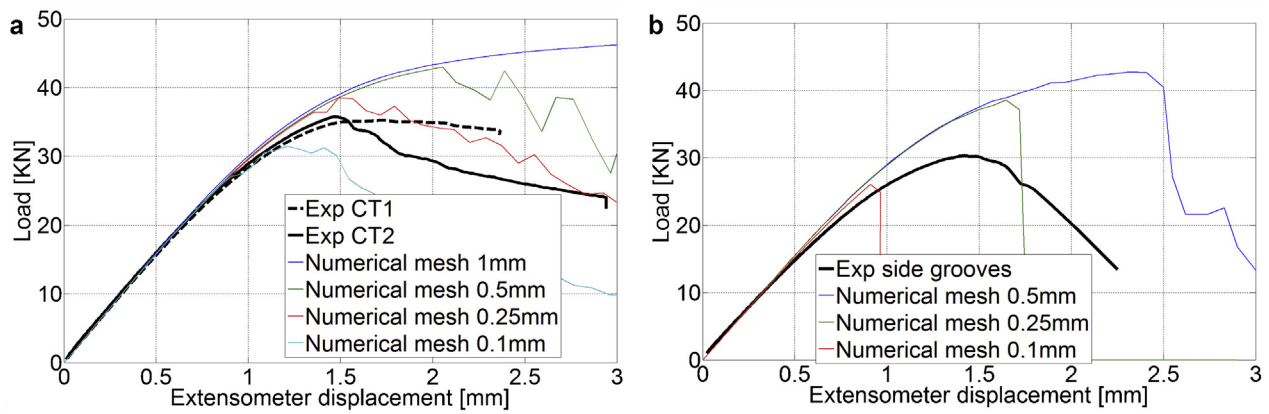 a
50
40
30
20
10
0
Load [KN]
0
0.5
1
1.5
2
2.5
3
Extensometer displacement [mm]
Exp CT1
Exp CT2
Numerical mesh 1mm
Numerical mesh 0.5mm
Numerical mesh 0.25mm
Numerical mesh 0.1mm
b
50
40
30
20
10
0
Load [KN]
0
0.5
1
1.5
2
2.5
3
Extensometer displacement [mm]
Exp side grooves
Numerical mesh 0.5mm
Numerical mesh 0.25mm
Numerical mesh 0.1mm